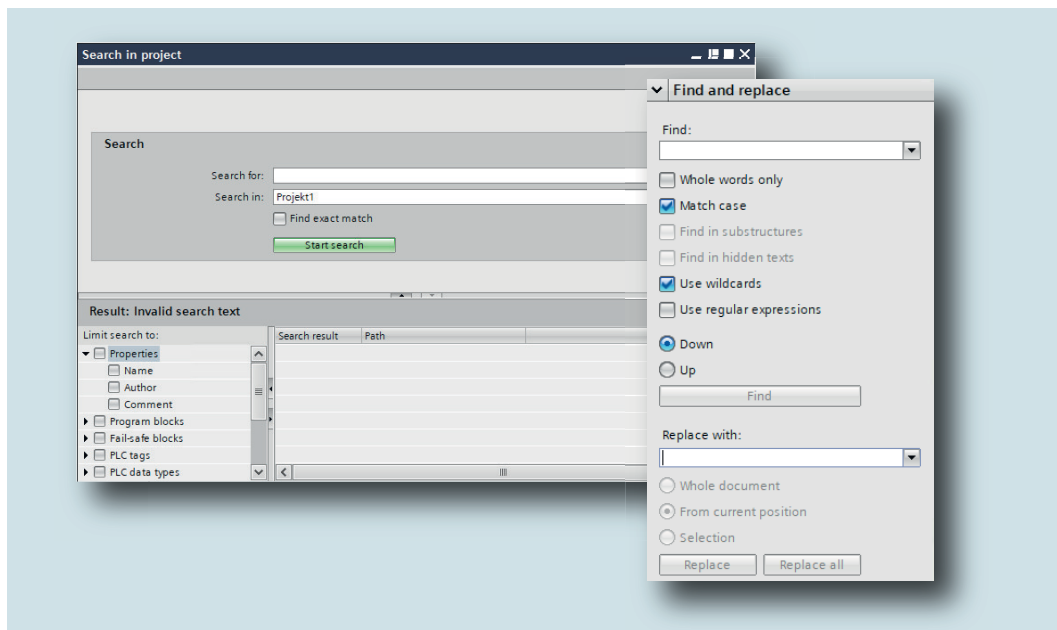 Search in project
Search
Search for:
Search in: Projekt1
Find exact match
Start search
Result: Invalid search text
Limit search to:
Properties
Name
Author
Comment
Program blocks
Fail-safe blocks
PLC tags
PLC data types
Search result Path
Find and replace
Find:
Whole words only
Match case
Find in substructures
Find in hidden texts
Use wildcards
Use regular expressions
Down
Up
Find
Replace with:
Whole document
From current position
Selection
Replace Replace all